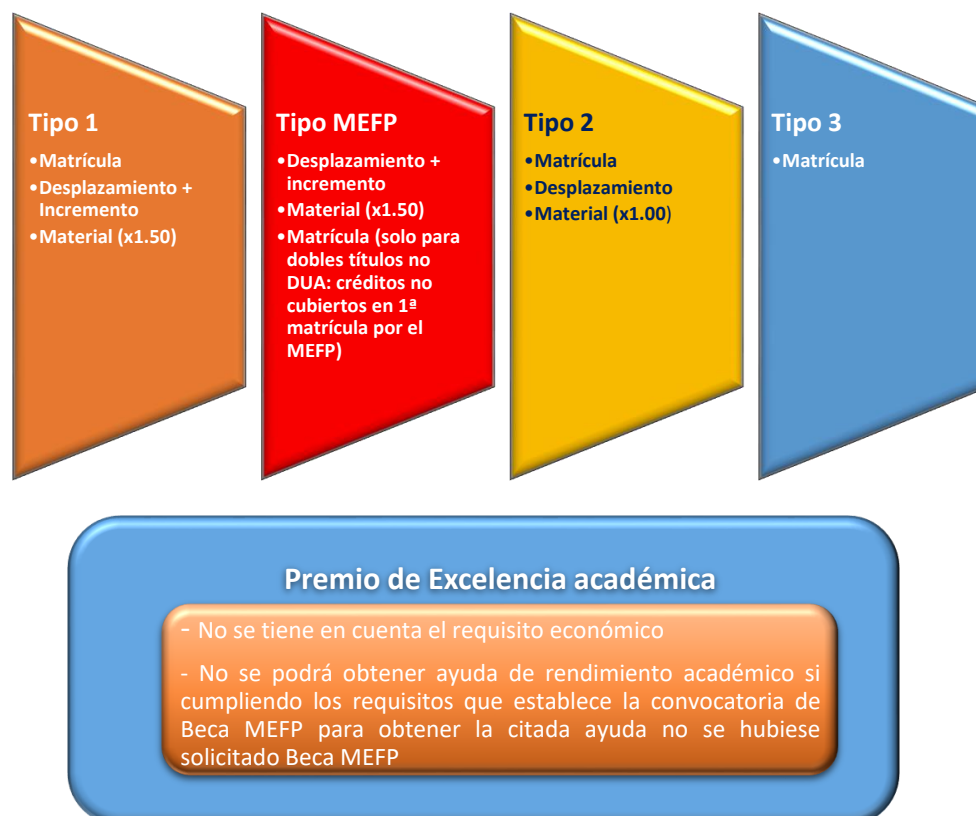 Tipo 1
•Matrícula
•Desplazamiento +
Incremento
•Material (x1.50)
Tipo MEFP
•Desplazamiento +
incremento
•Material (x1.50)
•Matrícula (solo para
dobles títulos no
DUA: créditos no
cubiertos en 1ª
matrícula por el
MEFP)
Tipo 2
•Matrícula
•Desplazamiento
•Material (x1.00)
Tipo 3
•Matrícula
Premio de Excelencia académica
- No se tiene en cuenta el requisito económico
- No se podrá obtener ayuda de rendimiento académico si
cumpliendo los requisitos que establece la convocatoria de
Beca MEFP para obtener la citada ayuda no se hubiese
solicitado Beca MEFP